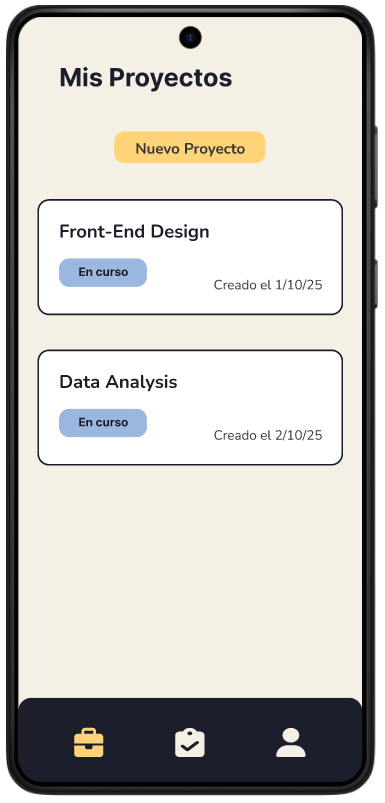 Mis Proyectos
Nuevo Proyecto
Front-End Design
En curso
Creado el 1/10/25
Data Analysis
En curso
Creado el 2/10/25